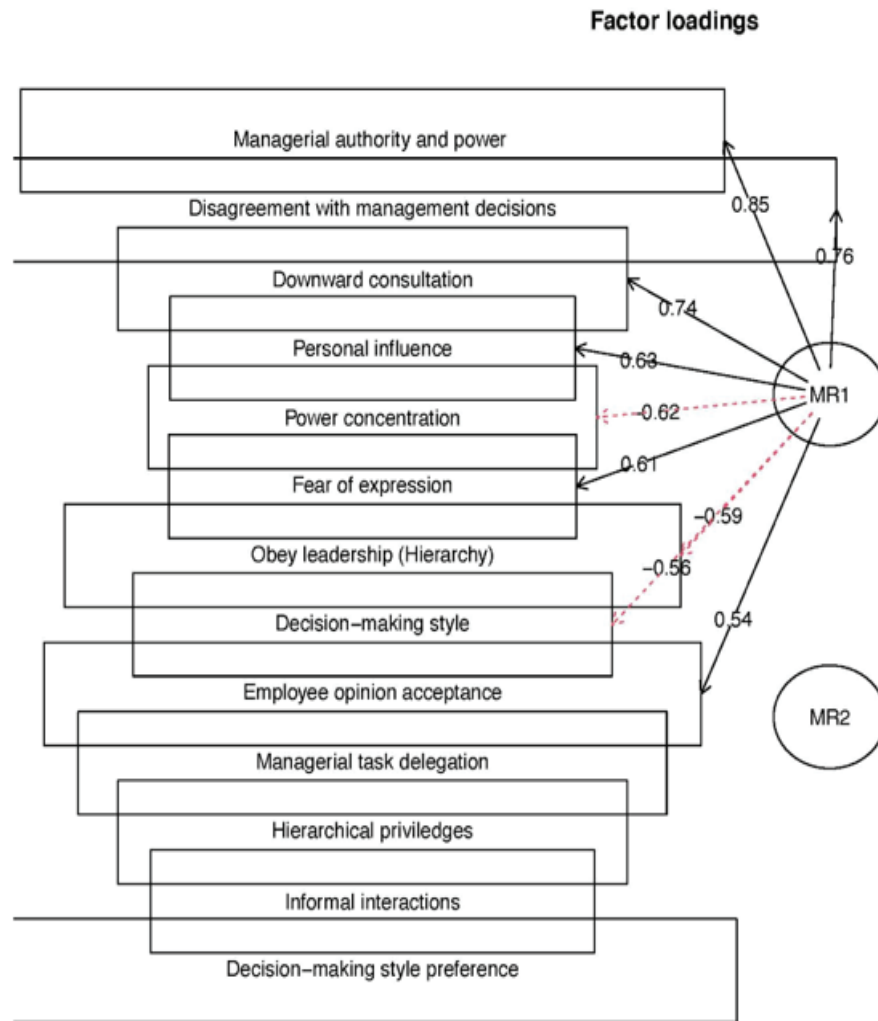 Factor loadings
Managerial authority and power
Disagreement with management decisions
0.85
0.76
Downward consultation
0.74
Personal influence
0.63
MR1
Power concentration
−0.62
Fear of expression
0.61
−0.59
Obey leadership (Hierarchy)
−0.56
Decision−making style
0.54
Employee opinion acceptance
MR2
Managerial task delegation
Hierarchical priviledges
Informal interactions
Decision−making style preference